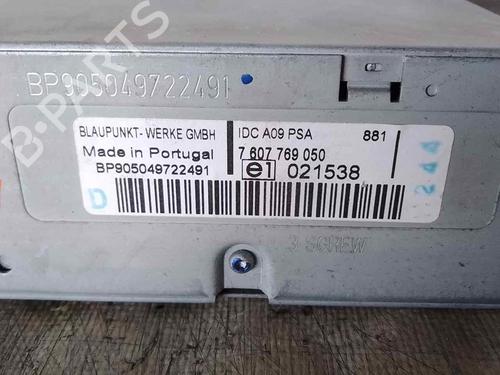 BP905049722491
BLAUPUNKT-WERKE GMBH
IDC A09 PSA
881
Made in Portugal
7 607 769 050
BP905049722491
e1 021538
D
244
3 SCREW
B-PARTS